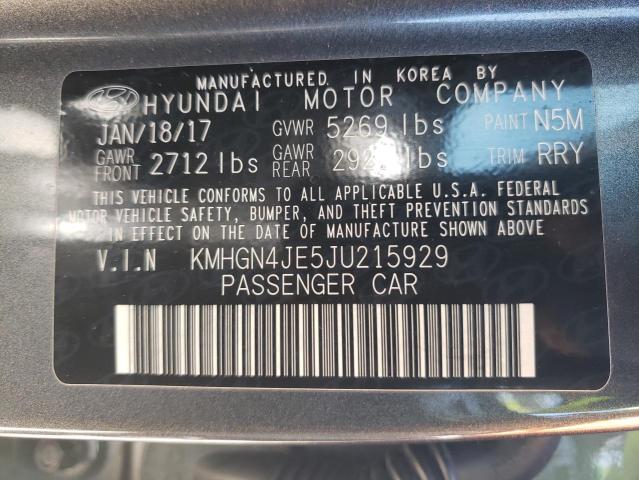 MANUFACTURED IN KOREA BY
HYUNDAI MOTOR COMPANY
JAN/18/17 GVWR 5269 lbs PAINT N5M
GAWR FRONT 2712 lbs GAWR REAR lbs TRIM RRY
THIS VEHICLE CONFORMS TO ALL APPLICABLE U.S.A. FEDERAL
MOTOR VEHICLE SAFETY, BUMPER, AND THEFT PREVENTION STANDARDS
IN EFFECT ON THE DATE OF MANUFACTURE SHOWN ABOVE
V.I.N KMHGN4JE5JU215929
PASSENGER CAR